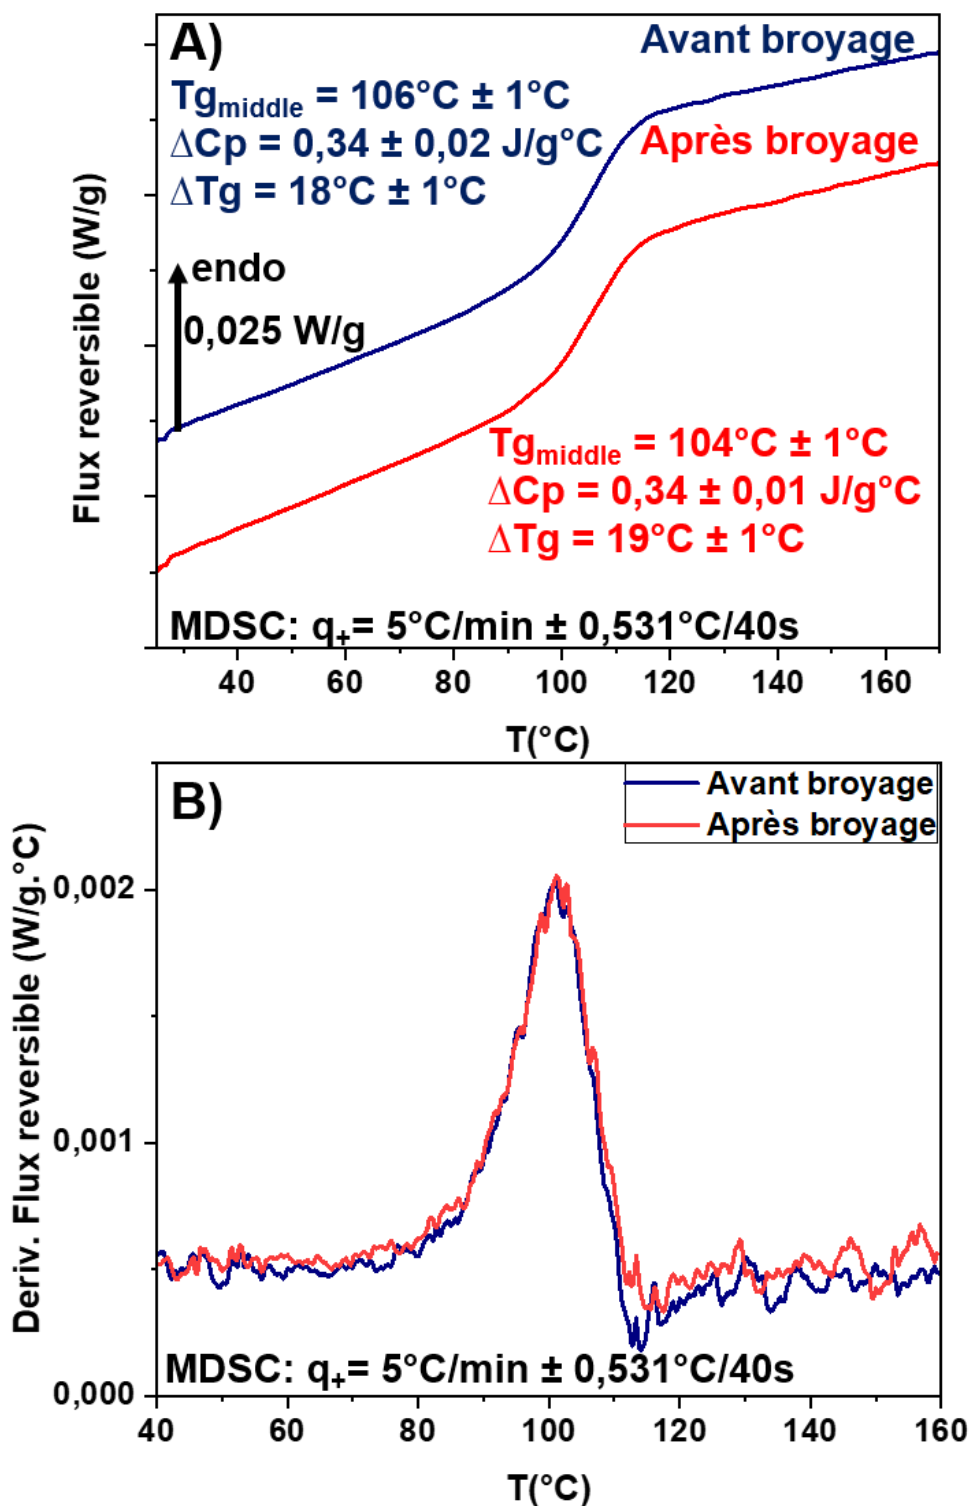 A)
Avant broyage
Tgmiddle = 106°C ± 1°C
ΔCp = 0,34 ± 0,02 J/g°C
ΔTg = 18°C ± 1°C
Après broyage
endo
0,025 W/g
Tgmiddle = 104°C ± 1°C
ΔCp = 0,34 ± 0,01 J/g°C
ΔTg = 19°C ± 1°C
MDSC: q+= 5°C/min ± 0,531°C/40s
Flux reversible (W/g)
40 60 80 100 120 140 160
T(°C)
B)
Avant broyage
Après broyage
0,002
0,001
0,000
Deriv. Flux reversible (W/g.°C)
MDSC: q+= 5°C/min ± 0,531°C/40s
40 60 80 100 120 140 160
T(°C)